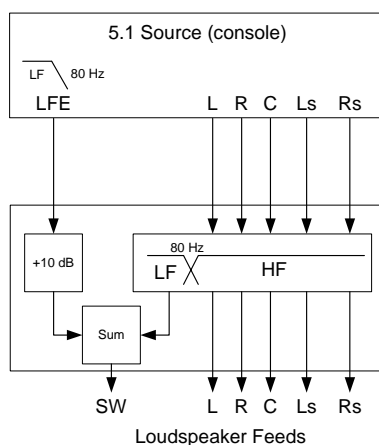 5.1 Source (console)
LF 80 Hz
LFE L R C Ls Rs
80 Hz
+10 dB LF HF
Sum
SW L R C Ls Rs
Loudspeaker Feeds